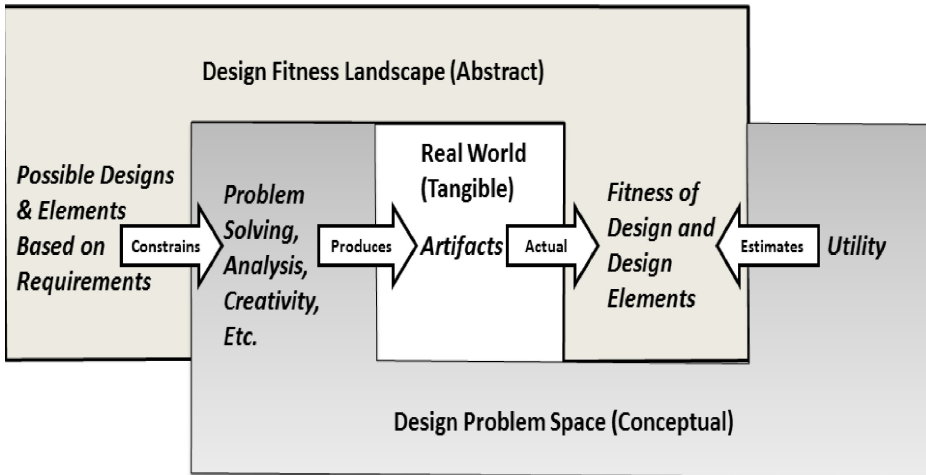 Design Fitness Landscape (Abstract)
Possible Designs
& Elements
Based on
Requirements
Constrains
Problem
Solving,
Analysis,
Creativity,
Etc.
Produces
Real World
(Tangible)
Artifacts
Actual
Fitness of
Design and
Design
Elements
Estimates
Utility
Design Problem Space (Conceptual)